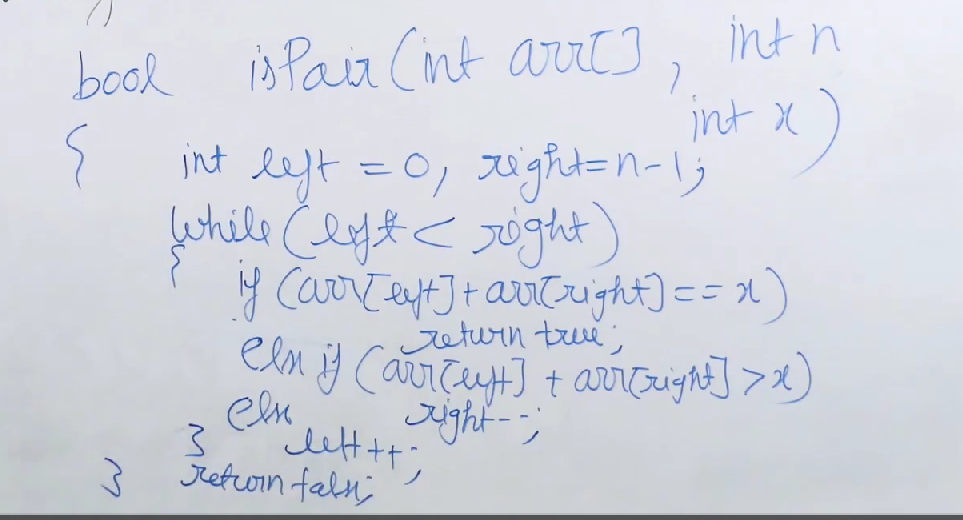 bool isPair(int arr[], int n
int x)
{
int left = 0, right=n-1;
while(left < right)
{
if (arr[left]+arr[right]==x)
return true;
else if (arr[left] + arr[right]>x)
right--;
else
left++;
}
return false;
}